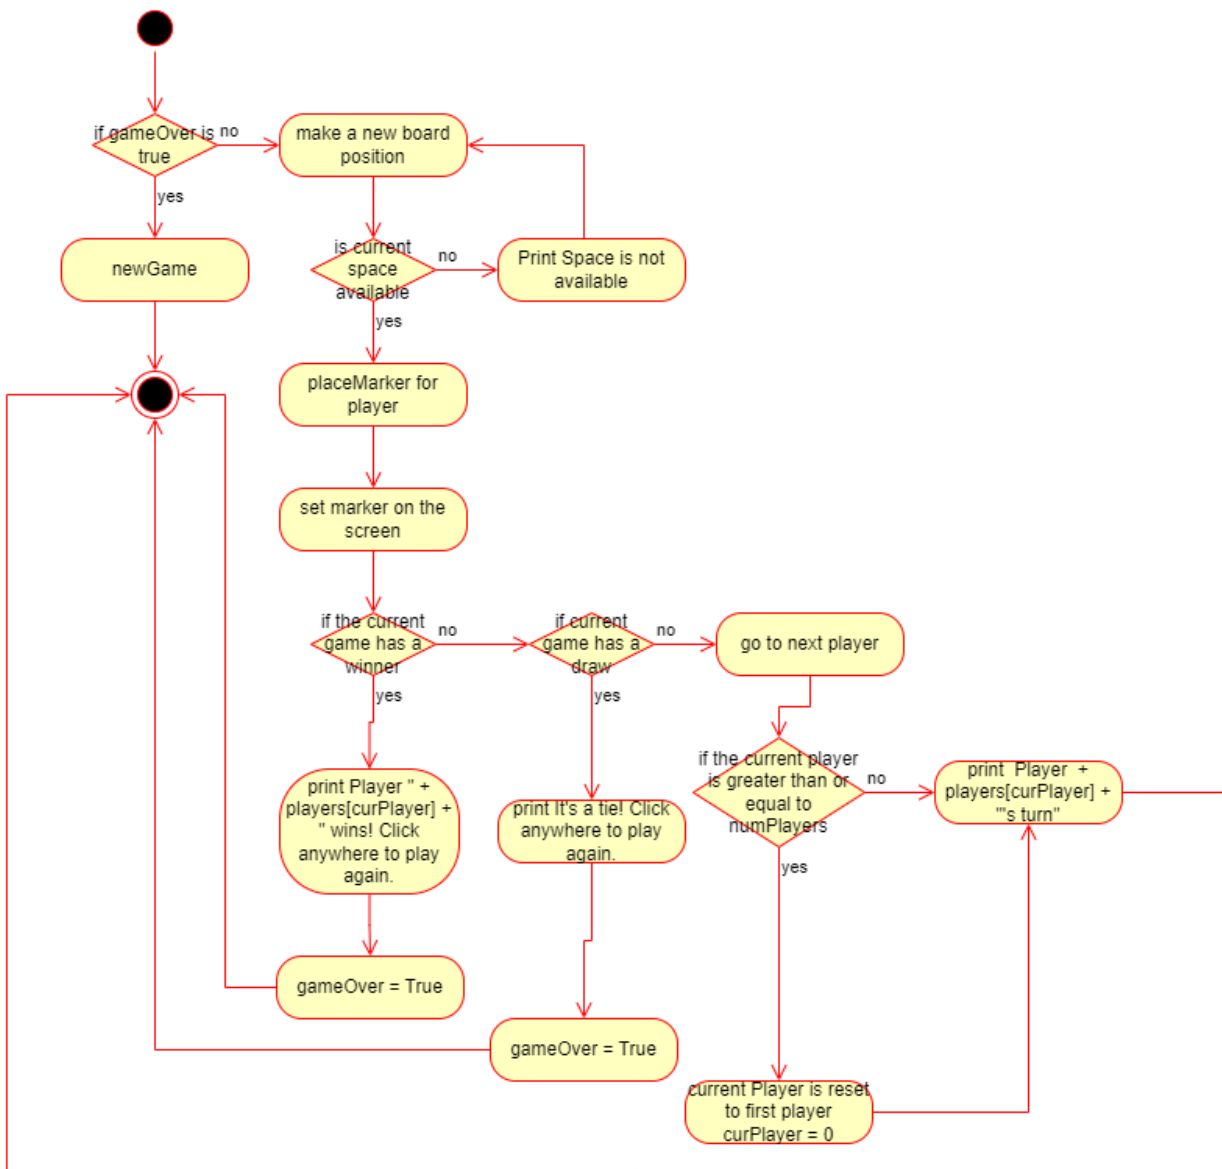 if gameOver is
true
no
yes
make a new board
position
newGame
is current
space
available
no
yes
Print Space is not
available
placeMarker for
player
set marker on the
screen
if the current
game has a
winner
no
yes
if current
game has a
draw
no
yes
go to next player
if the current player
is greater than or
equal to
numPlayers
no
yes
print  Player  +
players[curPlayer] +
"'s turn"
print Player " +
players[curPlayer] +
" wins! Click
anywhere to play
again.
print It's a tie! Click
anywhere to play
again.
gameOver = True
gameOver = True
current Player is reset
to first player
curPlayer = 0